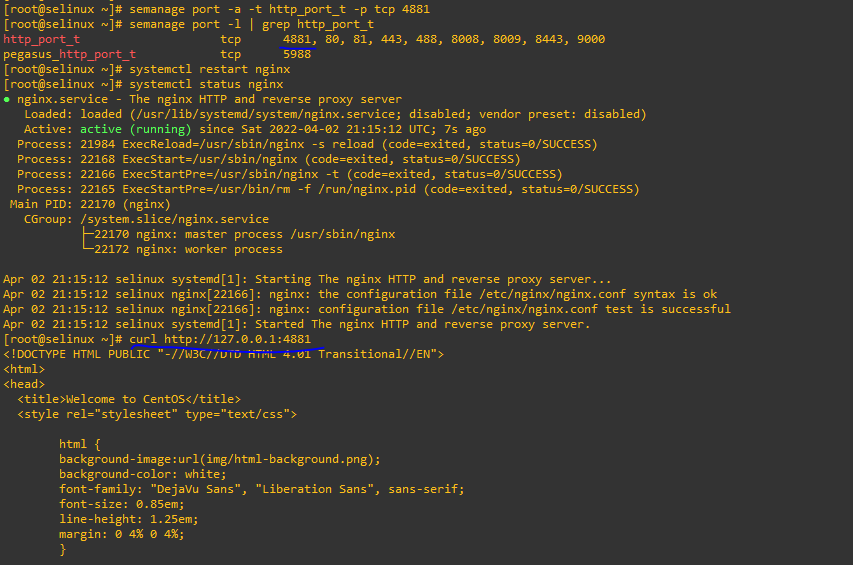 [root@selinux ~]# semanage port -a -t http_port_t -p tcp 4881
[root@selinux ~]# semanage port -l | grep http_port_t
http_port_t                    tcp      4881, 80, 81, 443, 488, 8008, 8009, 8443, 9000
pegasus_http_port_t            tcp      5988
[root@selinux ~]# systemctl restart nginx
[root@selinux ~]# systemctl status nginx
● nginx.service - The nginx HTTP and reverse proxy server
   Loaded: loaded (/usr/lib/systemd/system/nginx.service; disabled; vendor preset: disabled)
   Active: active (running) since Sat 2022-04-02 21:15:12 UTC; 7s ago
  Process: 21984 ExecReload=/usr/sbin/nginx -s reload (code=exited, status=0/SUCCESS)
  Process: 22168 ExecStart=/usr/sbin/nginx (code=exited, status=0/SUCCESS)
  Process: 22166 ExecStartPre=/usr/sbin/nginx -t (code=exited, status=0/SUCCESS)
  Process: 22165 ExecStartPre=/usr/bin/rm -f /run/nginx.pid (code=exited, status=0/SUCCESS)
 Main PID: 22170 (nginx)
   CGroup: /system.slice/nginx.service
           ├─22170 nginx: master process /usr/sbin/nginx
           └─22172 nginx: worker process
Apr 02 21:15:12 selinux systemd[1]: Starting The nginx HTTP and reverse proxy server...
Apr 02 21:15:12 selinux nginx[22166]: nginx: the configuration file /etc/nginx/nginx.conf syntax is ok
Apr 02 21:15:12 selinux nginx[22166]: nginx: configuration file /etc/nginx/nginx.conf test is successful
Apr 02 21:15:12 selinux systemd[1]: Started The nginx HTTP and reverse proxy server.
[root@selinux ~]# curl http://127.0.0.1:4881
<!DOCTYPE HTML PUBLIC "-//W3C//DTD HTML 4.01 Transitional//EN">
<html>
<head>
  <title>Welcome to CentOS</title>
  <style rel="stylesheet" type="text/css">
        html {
        background-image:url(img/html-background.png);
        background-color: white;
        font-family: "DejaVu Sans", "Liberation Sans", sans-serif;
        font-size: 0.85em;
        line-height: 1.25em;
        margin: 0 4% 0 4%;
        }